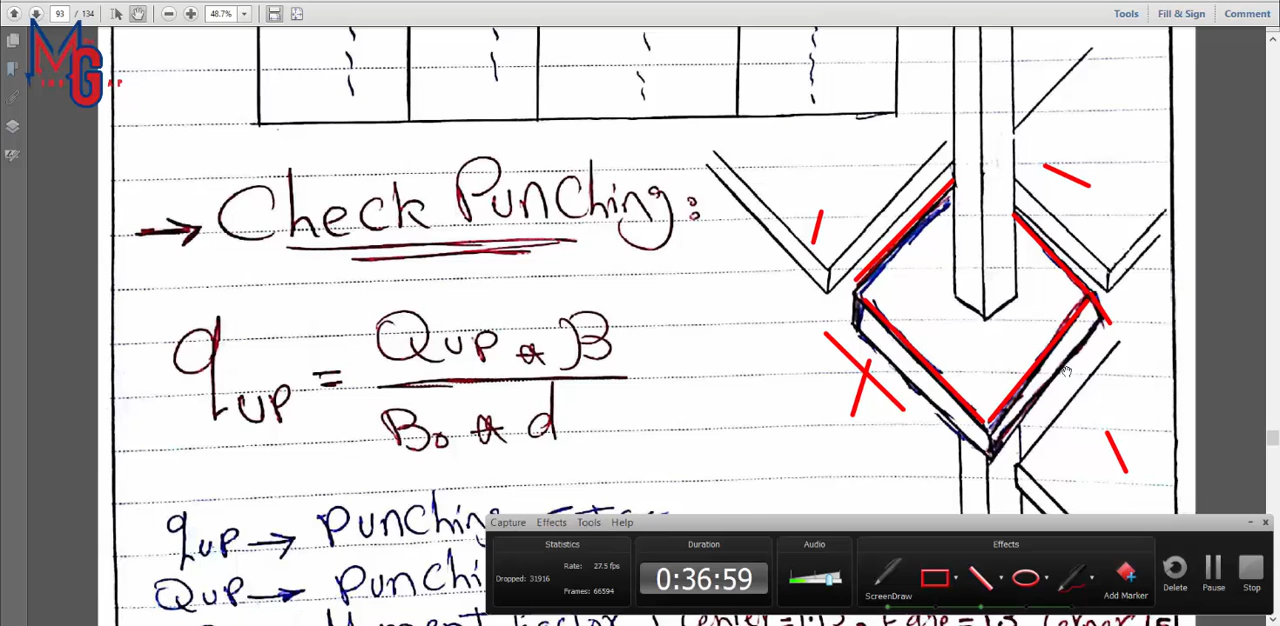 93 / 134
48.7%
Tools
Fill & Sign
Comment
MG
→ Check Punching:
qup = Qup * B
Bo * d
qup → Punching
Qup → Punchi
Capture Effects Tools Help
Statistics
Duration
Audio
Effects
Dropped: 31916
Rate: 27.5 fps
Frames: 66594
0:36:59
ScreenDraw
Add Marker
Delete
Pause
Stop